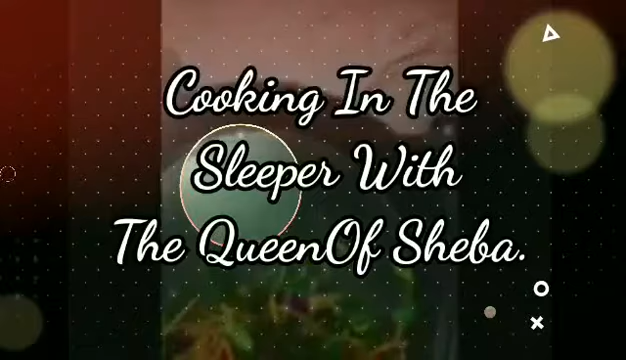 Cooking In The
Sleeper With
The QueenOf Sheba.